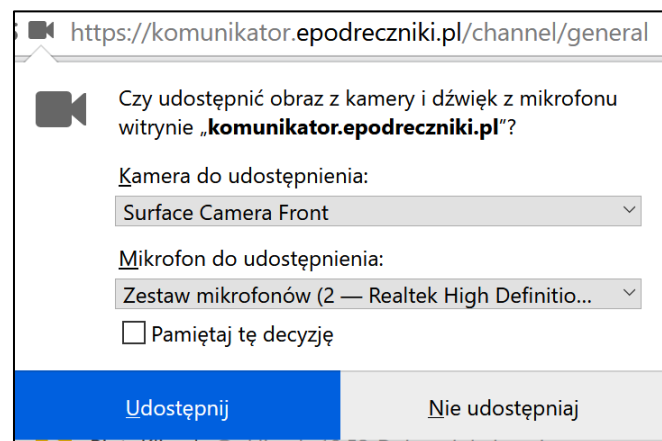 https://komunikator.epodreczniki.pl/channel/general
Czy udostępnić obraz z kamery i dźwięk z mikrofonu
witrynie „komunikator.epodreczniki.pl”?
Kamera do udostępnienia:
Surface Camera Front
Mikrofon do udostępnienia:
Zestaw mikrofonów (2 — Realtek High Definitio...
Pamiętaj tę decyzję
Udostępnij Nie udostępniaj